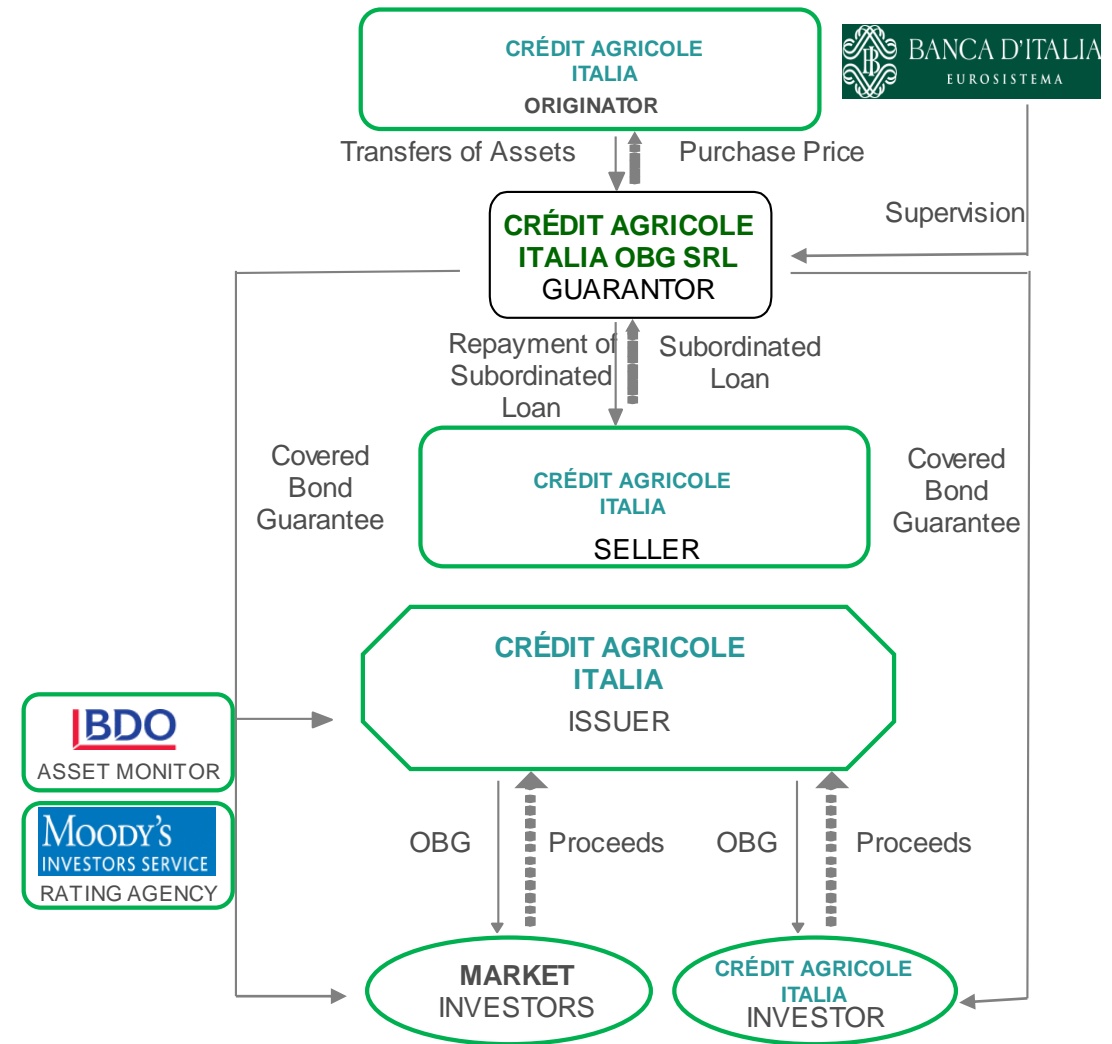 CRÉDIT AGRICOLE
ITALIA
ORIGINATOR
BANCA D'ITALIA
EUROSISTEMA
Transfers of Assets
Purchase Price
Supervision
CRÉDIT AGRICOLE
ITALIA OBG SRL
GUARANTOR
Repayment of
Subordinated
Loan
Subordinated
Loan
Covered
Bond
Guarantee
CRÉDIT AGRICOLE
ITALIA
SELLER
Covered
Bond
Guarantee
CRÉDIT AGRICOLE
ITALIA
ISSUER
BDO
ASSET MONITOR
MOODY'S
INVESTORS SERVICE
RATING AGENCY
OBG
Proceeds
OBG
Proceeds
MARKET
INVESTORS
CRÉDIT AGRICOLE
ITALIA
INVESTOR